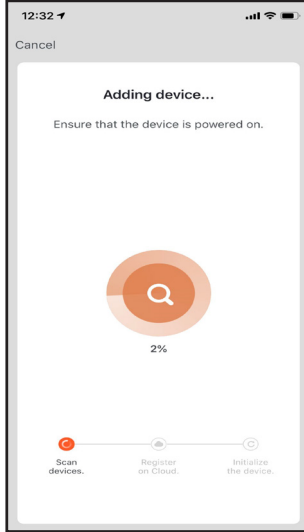 12:32
Cancel
Adding device...
Ensure that the device is powered on.
2%
Scan
devices.
Register
on Cloud.
Initialize
the device.